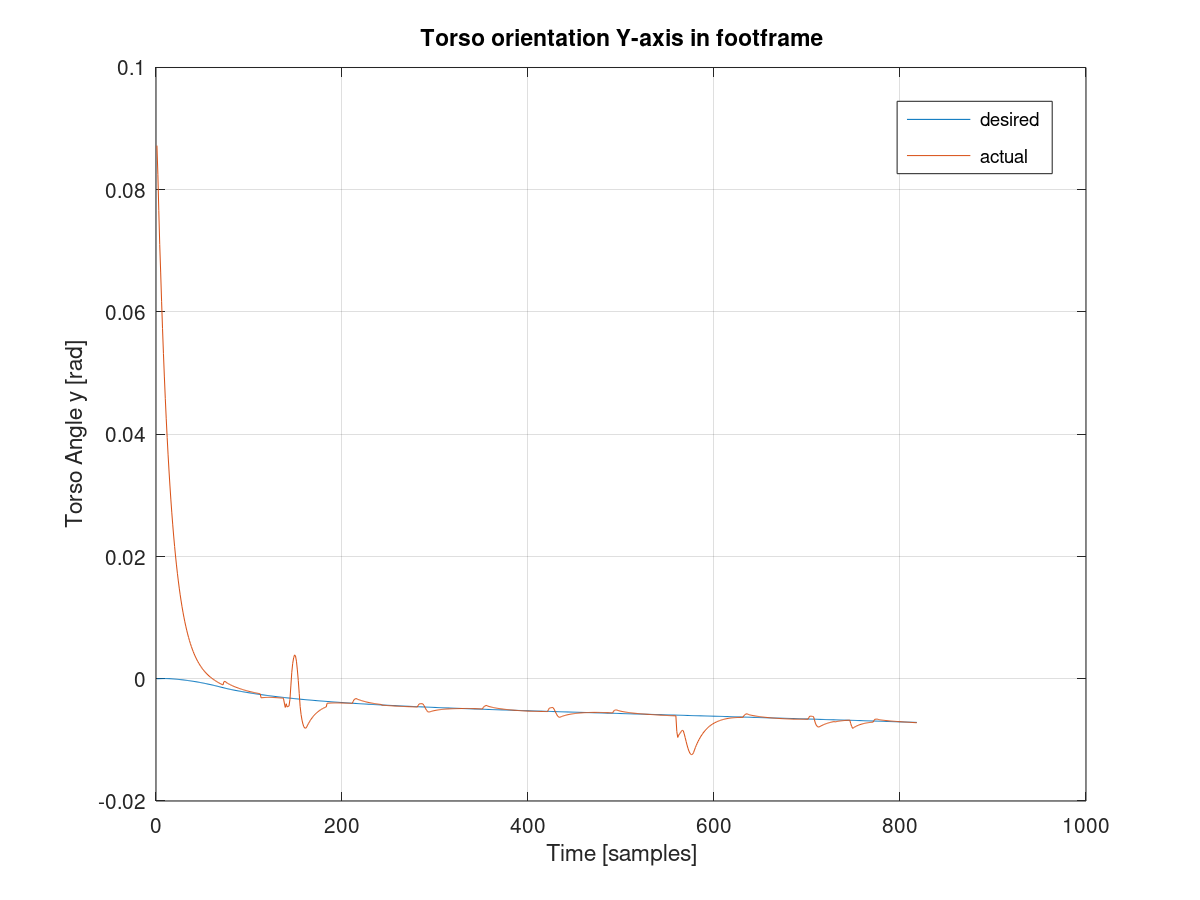 Torso orientation Y-axis in footframe
0.1
0.08
0.06
0.04
0.02
0
-0.02
Torso Angle y [rad]
desired
actual
0 200 400 600 800 1000
Time [samples]